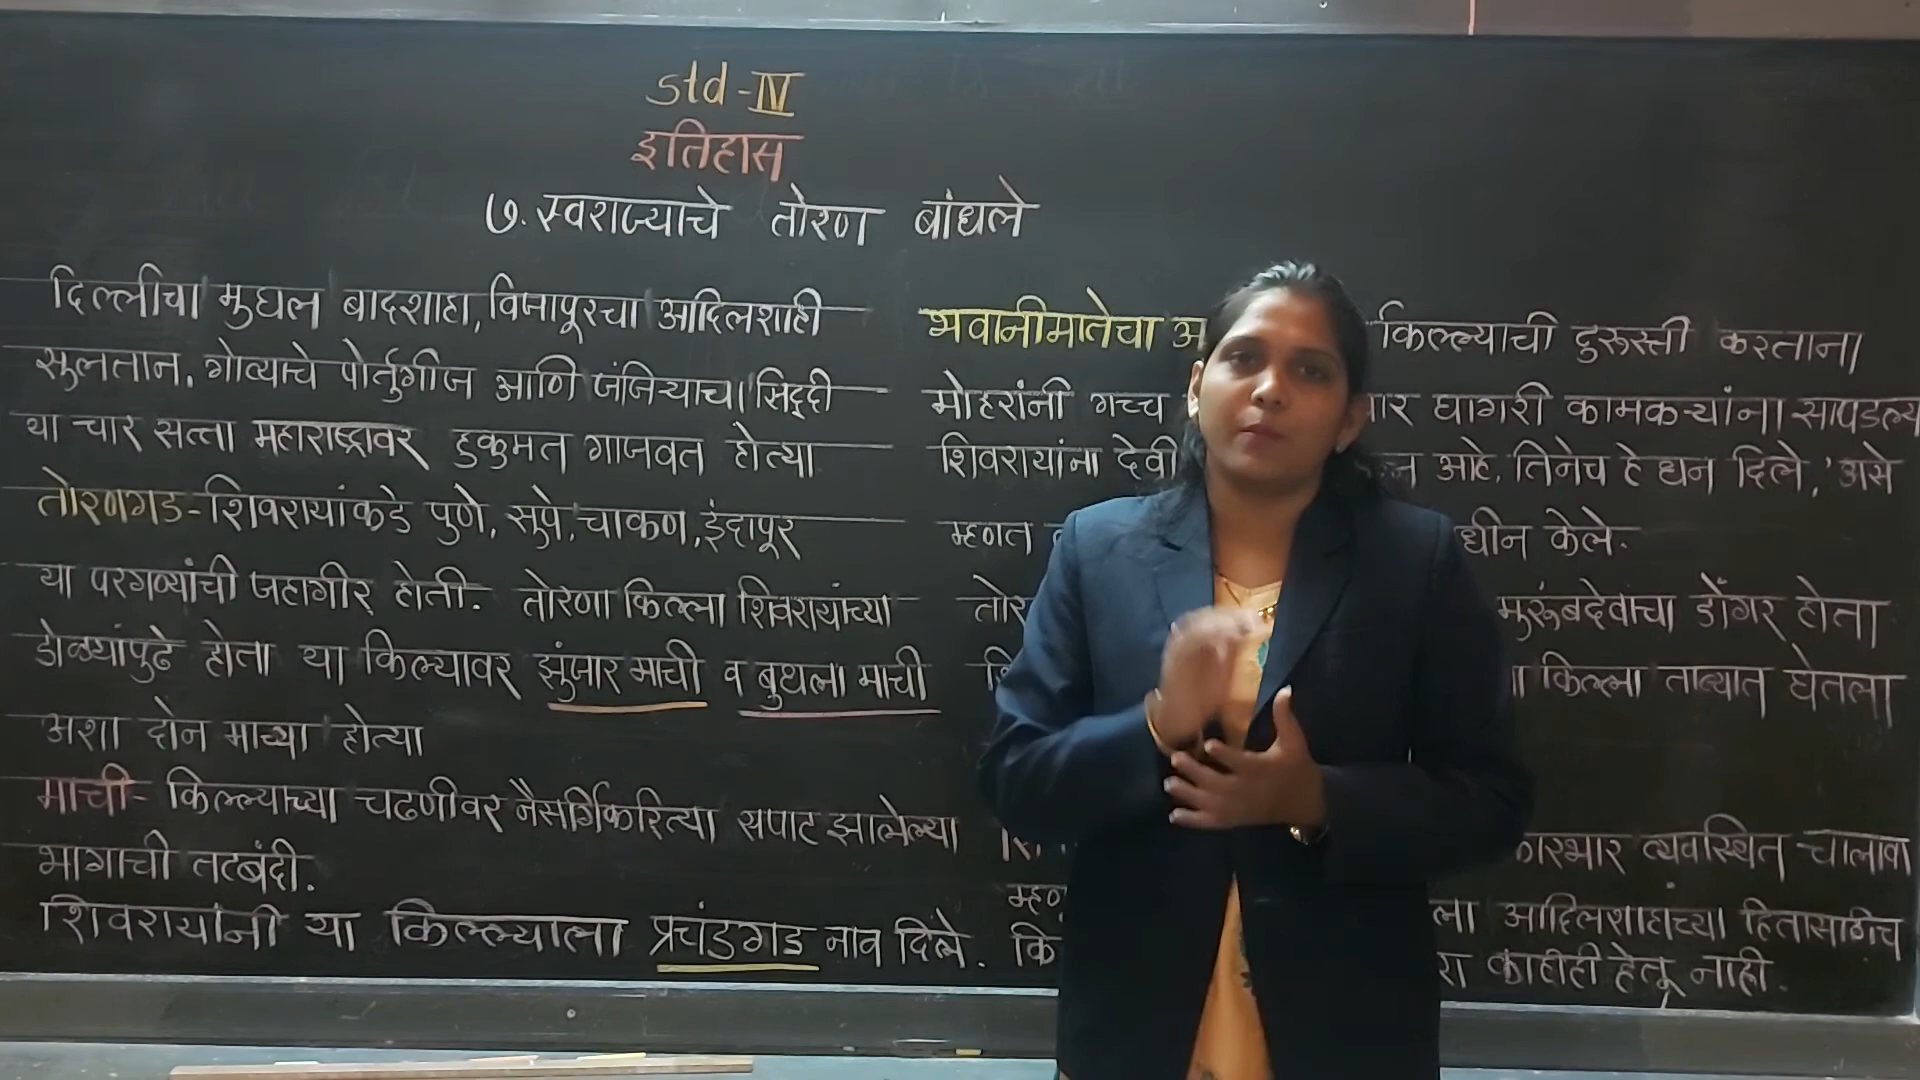 std-IV
इतिहास
७. स्वराज्याचे तोरण बांधले
दिल्लीचा मुघल बादशाहा, विजापूरचा आदिलशाही
सुलतान, गोव्याचे पोर्तुगीज आणि जंजिऱ्याचा सिद्दी
या चार सत्ता महाराष्ट्रावर हुकुमत गाजवत होत्या
तोरणगड-शिवरायांकडे पुणे, सुपे, चाकण, इंदापूर
या परगण्यांची जहागीर होती. तोरणा किल्ला शिवरायांच्या
डोळ्यांपुढे होता या किल्यावर झुंजार माची व बुधला माची
अशा दोन माच्या होत्या
माची- किल्ल्याच्या चढणीवर नैसर्गिकरित्या सपाट झालेल्या
भागाची तटबंदी.
शिवरायांनी या किल्ल्याला प्रचंडगड नाव दिले.
भवानीमातेचा किल्ल्याची दुरुस्ती करताना
मोहरांनी गच्च घागरी कामकऱ्यांना सापडल्य
शिवरायांना देवी आहे, तिनेच हे धन दिले,' असे
म्हणत केले.
मुरुंबदेवाचा डोंगर होता
किल्ला ताब्यात घेतला
कारभार व्यवस्थित चालावा
आदिलशाहाच्या हितासाठीच
काहीही हेतू नाही.